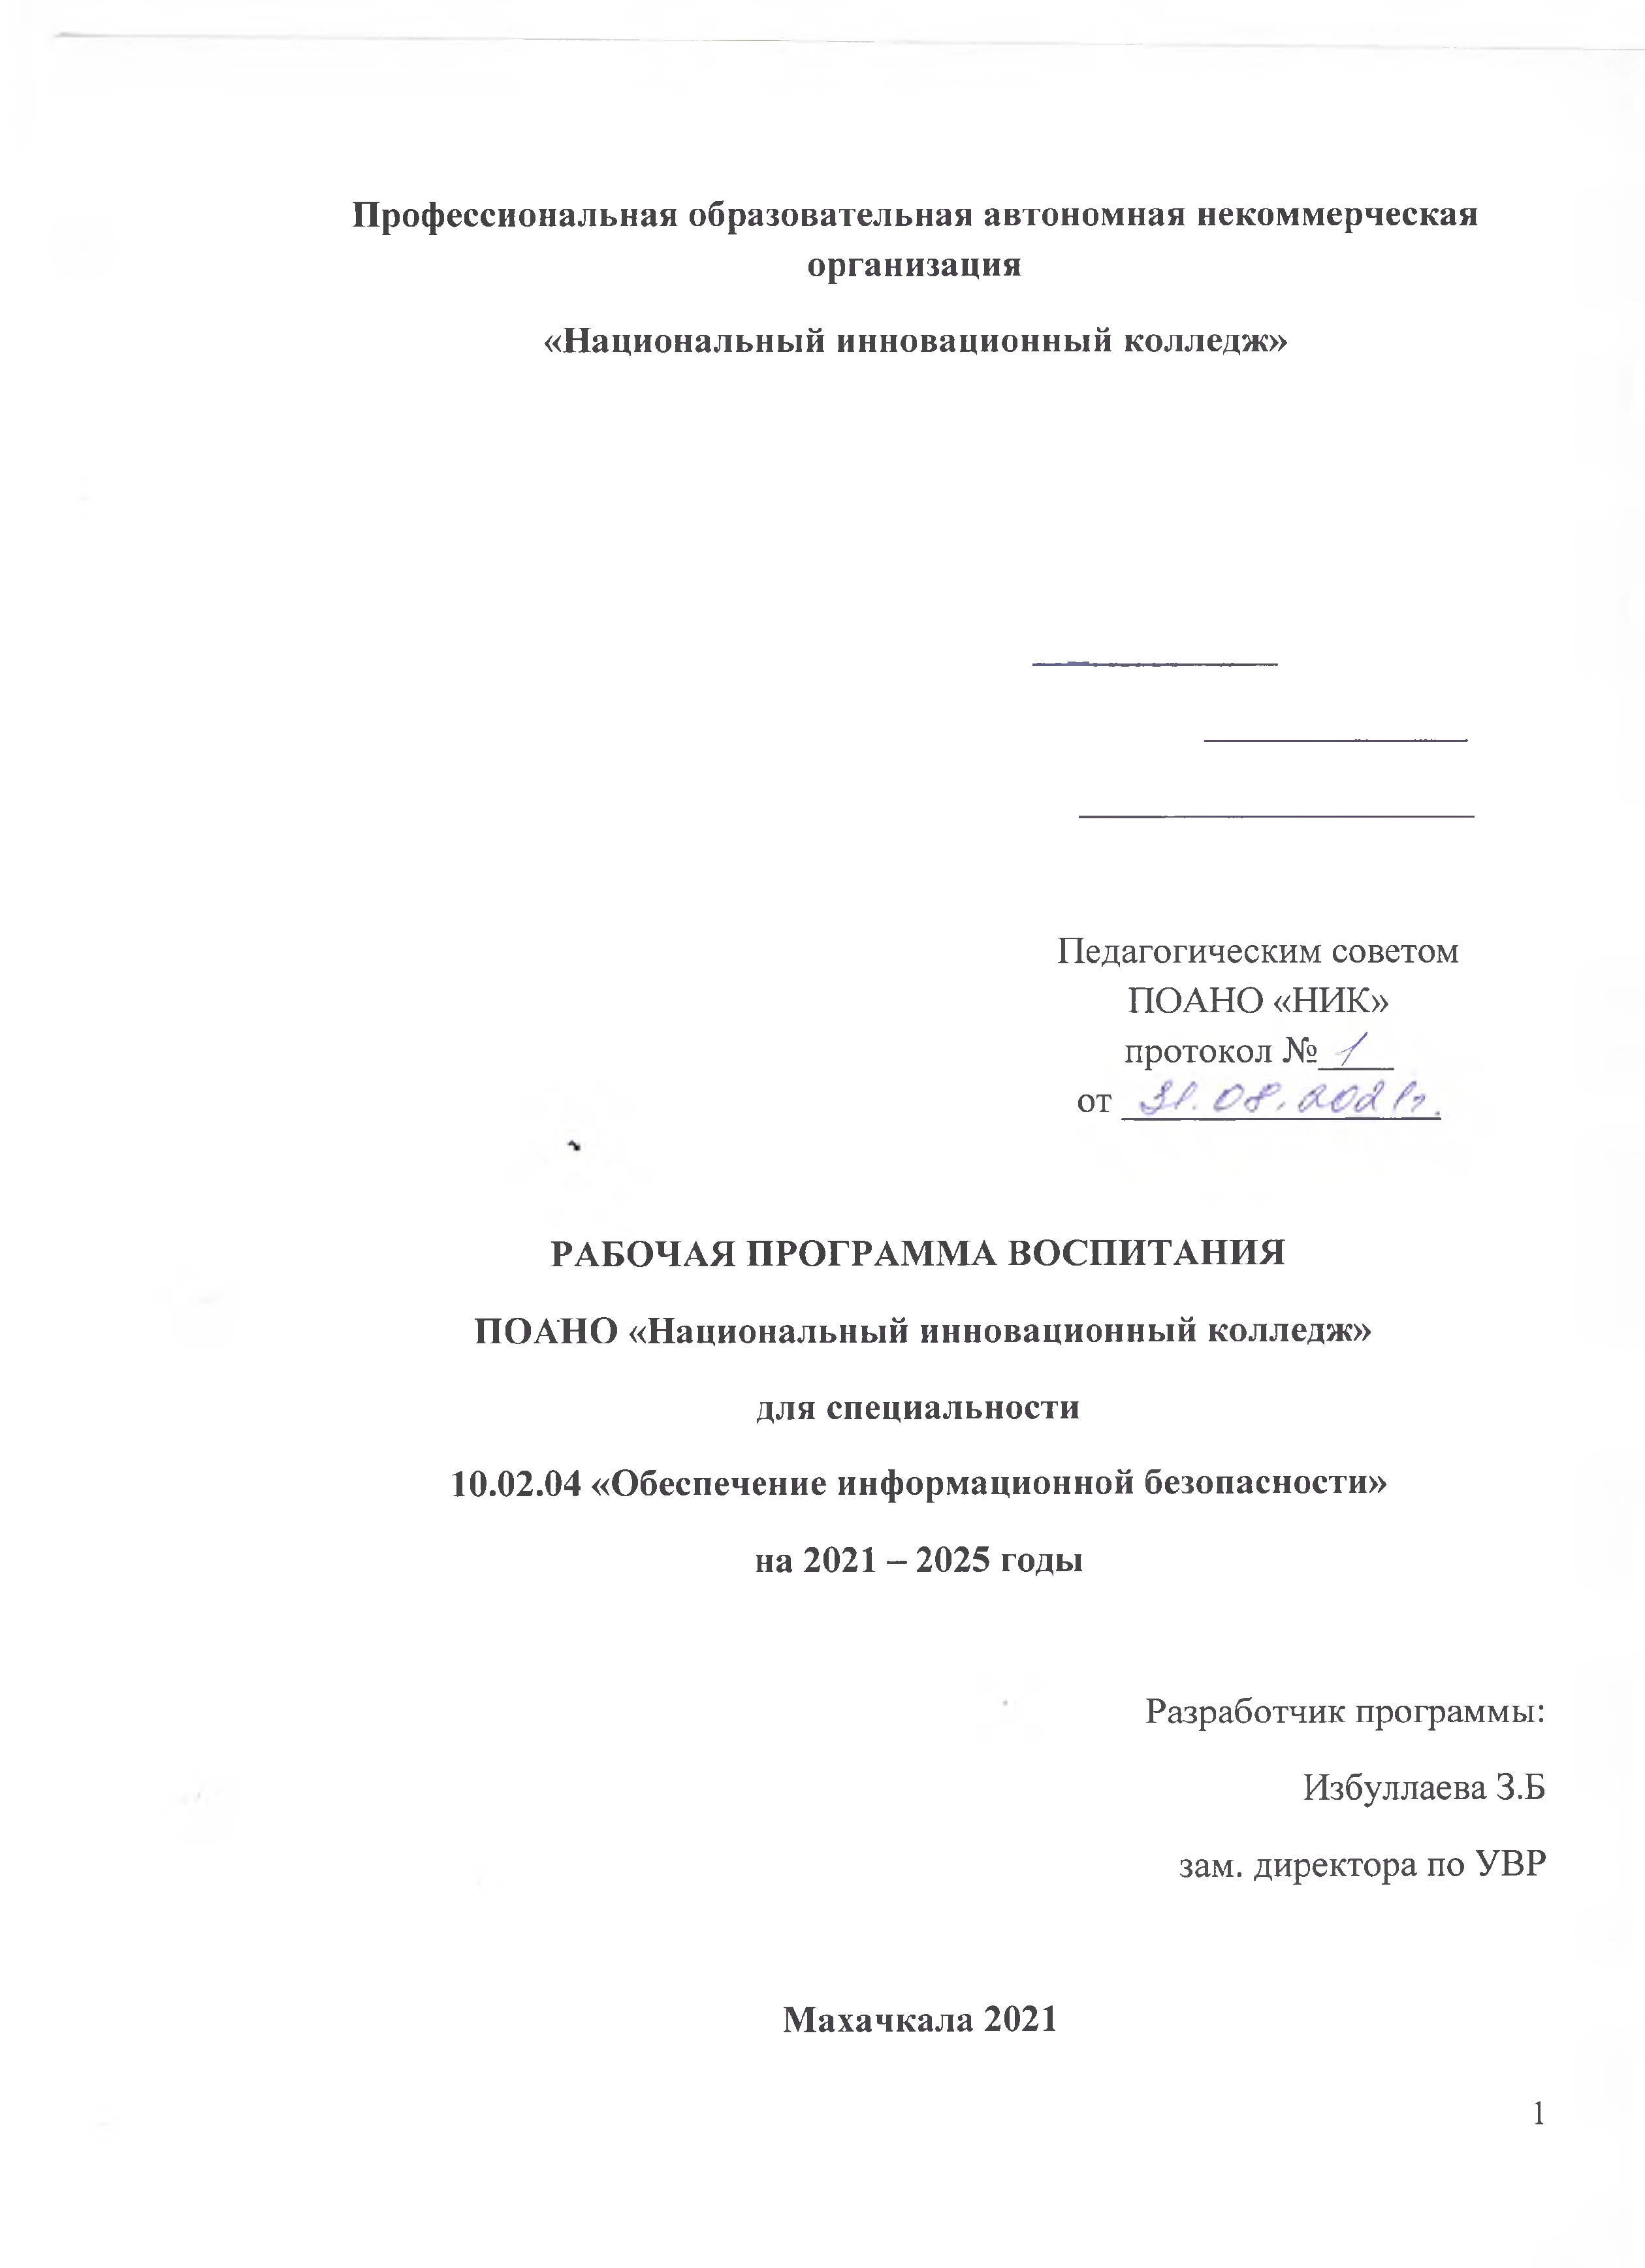 Профессиональная образовательная автономная некоммерческая
организация
«Национальный инновационный колледж»
Педагогическим советом
ПОАНО «НИК»
протокол № 1
от 31.08.2021г.
РАБОЧАЯ ПРОГРАММА ВОСПИТАНИЯ
ПОАНО «Национальный инновационный колледж»
для специальности
10.02.04 «Обеспечение информационной безопасности»
на 2021 – 2025 годы
Разработчик программы:
Избуллаева З.Б
зам. директора по УВР
Махачкала 2021
1